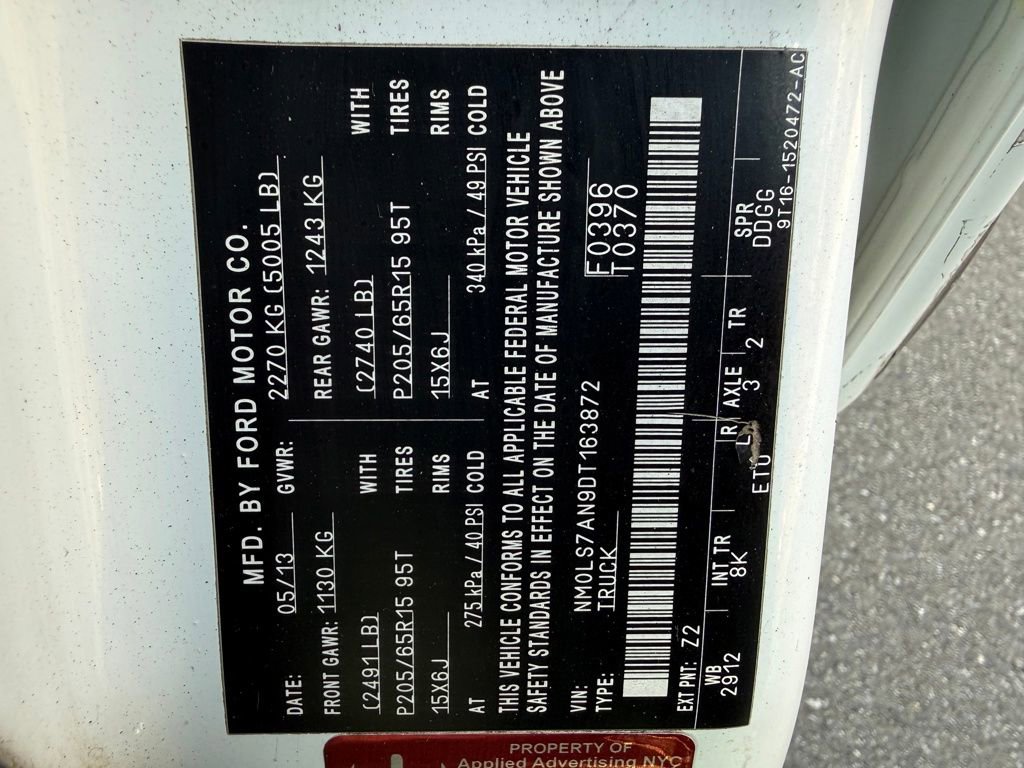 MFD. BY FORD MOTOR CO.
DATE: 05/13 GVWR: 2270 KG (5005 LB)
FRONT GAWR: 1130 KG REAR GAWR: 1243 KG
(2491 LB) WITH (2740 LB) WITH
P205/65R15 95T TIRES P205/65R15 95T TIRES
15X6J RIMS 15X6J RIMS
AT 275 kPa / 40 PSI COLD AT 340 kPa / 49 PSI COLD
THIS VEHICLE CONFORMS TO ALL APPLICABLE FEDERAL MOTOR VEHICLE
SAFETY STANDARDS IN EFFECT ON THE DATE OF MANUFACTURE SHOWN ABOVE
VIN: NM0LS7AN9DT163872 F0396
TYPE: TRUCK T0370
EXT PNT: Z2
WB INT TR R AXLE TR SPR
2912 8K L 3 2 DDGG
ETU 9T16-1520472-AC
PROPERTY OF
Applied Advertising NYC